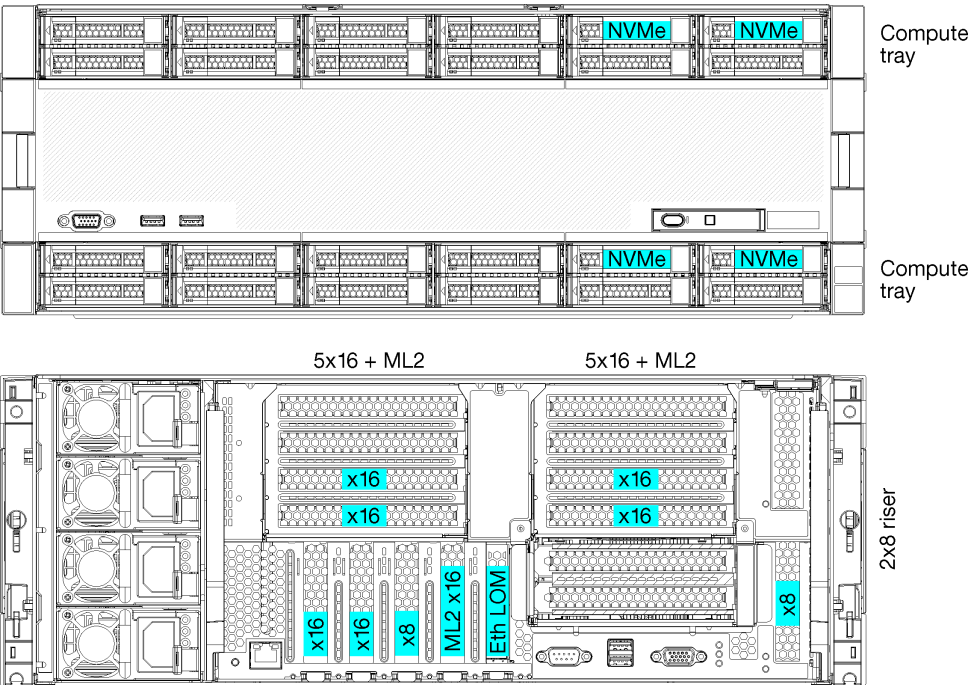 NVMe NVMe
Compute
tray
NVMe NVMe
Compute
tray
5x16 + ML2 5x16 + ML2
x16 x16
x16 x16
2x8 riser
x16
x16
x8
ML2 x16
Eth LOM
x8